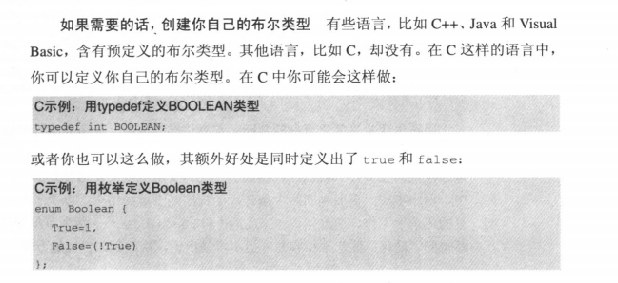 如果需要的话，创建你自己的布尔类型 有些语言，比如 C++、Java 和 Visual
Basic，含有预定义的布尔类型。其他语言，比如 C，却没有。在 C 这样的语言中，
你可以定义你自己的布尔类型。在 C 中你可能会这样做：
C示例：用typedef定义BOOLEAN类型
typedef int BOOLEAN;
或者你也可以这么做，其额外好处是同时定义出了 true 和 false：
C示例：用枚举定义Boolean类型
enum Boolean {
True=1,
False=(!True)
};